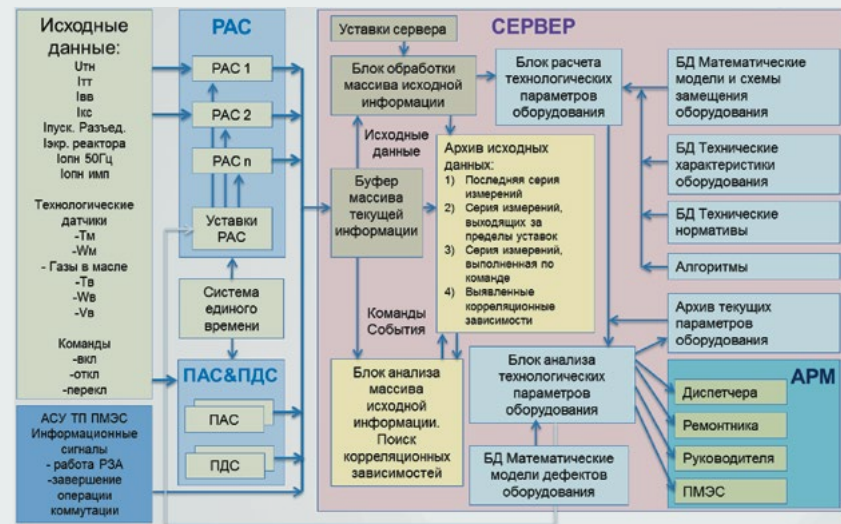 Исходные
данные:
Uтн
Iтт
Iвв
Iкс
Iпуск. Разъед.
Iэкр. реактора
Iопн 50Гц
Iопн имп
Технологические
датчики
-Тм
-Wм
- Газы в масле
-Тв
-Wв
-Vв
Команды
-вкл
-откл
-перекл
АСУ ТП ПМЭС
Информационные
сигналы
- работа РЗА
-завершение
операции
коммутации
РАС
РАС 1
РАС 2
РАС n
Уставки
РАС
Система
единого
времени
ПАС&ПДС
ПАС
ПДС
СЕРВЕР
Уставки сервера
Блок обработки
массива исходной
информации
Исходные
данные
Буфер
массива
текущей
информации
Команды
События
Блок анализа
массива
исходной
информации.
Поиск
корреляционных
зависимостей
Архив исходных
данных:
1) Последняя серия
измерений
2) Серия измерений,
выходящих за
пределы уставок
3) Серия измерений,
выполненная по
команде
4) Выявленные
корреляционные
зависимости
Блок расчета
технологических
параметров
оборудования
Блок анализа
технологических
параметров
оборудования
БД Математические
модели дефектов
оборудования
БД Математические
модели и схемы
замещения
оборудования
БД Технические
характеристики
оборудования
БД Технические
нормативы
Алгоритмы
Архив текущих
параметров
оборудования
АРМ
Диспетчера
Ремонтника
Руководителя
ПМЭС